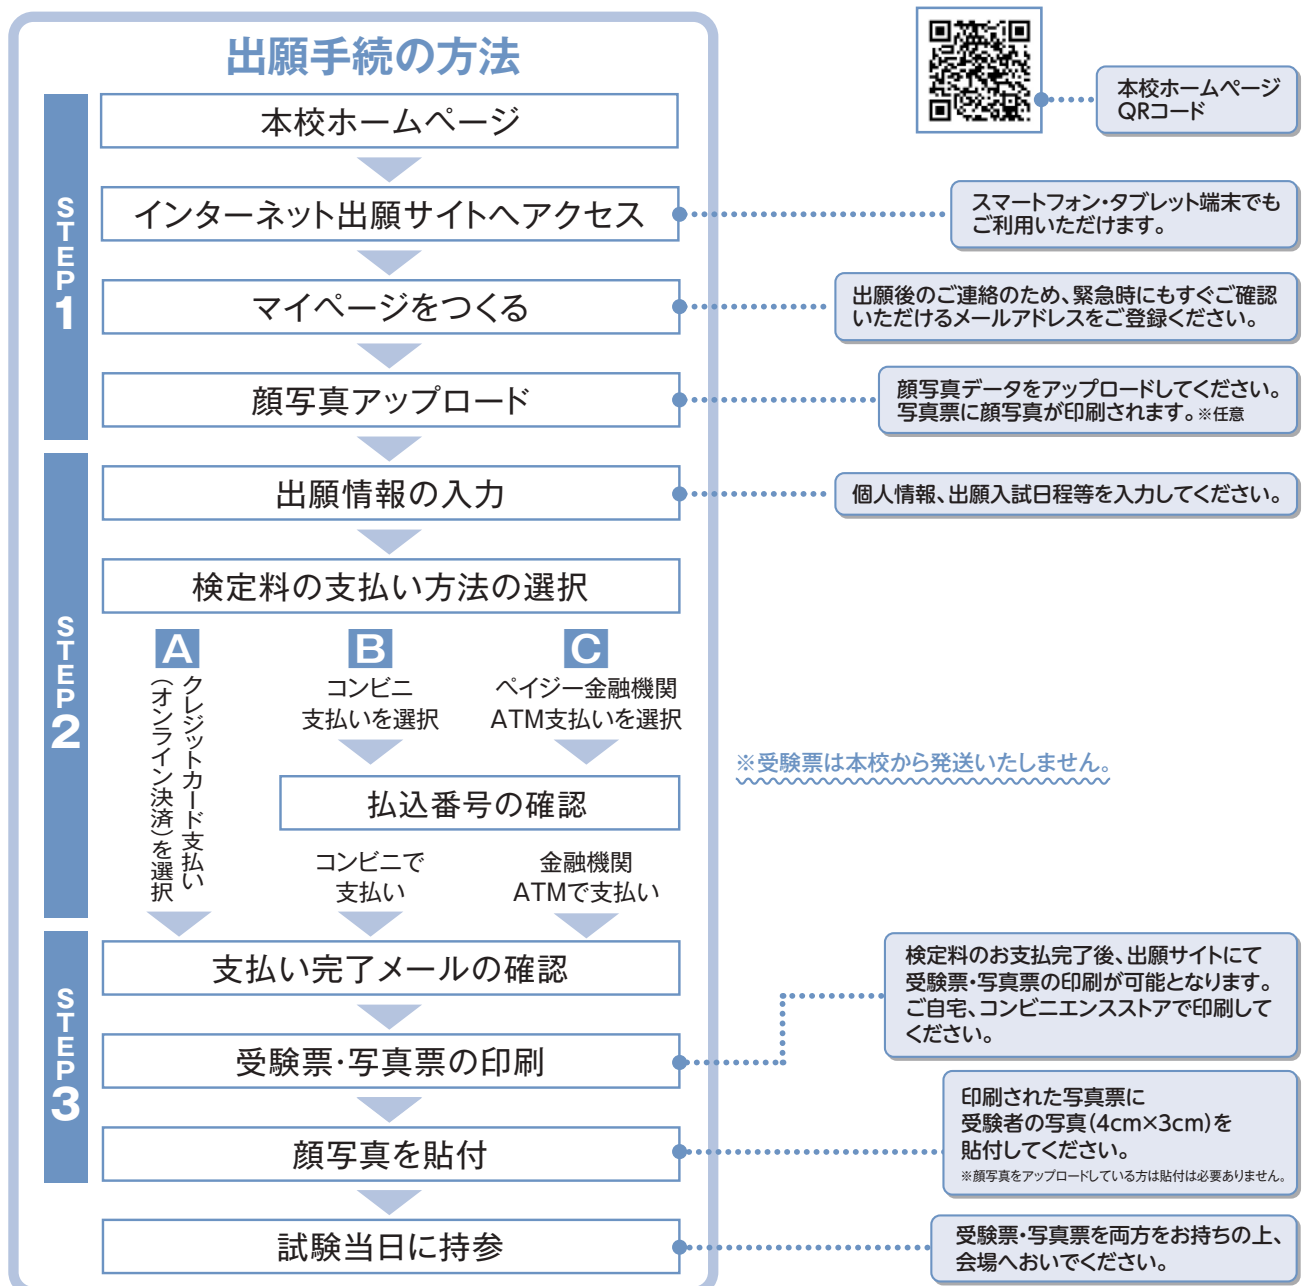 出願手続の方法
本校ホームページ
QRコード
STEP1
本校ホームページ
インターネット出願サイトへアクセス
スマートフォン・タブレット端末でも
ご利用いただけます。
マイページをつくる
出願後のご連絡のため、緊急時にもすぐご確認
いただけるメールアドレスをご登録ください。
顔写真アップロード
顔写真データをアップロードしてください。
写真票に顔写真が印刷されます。※任意
STEP2
出願情報の入力
個人情報、出願入試日程等を入力してください。
検定料の支払い方法の選択
A
クレジットカード支払い
(オンライン決済)を選択
B
コンビニ
支払いを選択
C
ペイジー金融機関
ATM支払いを選択
払込番号の確認
コンビニで
支払い
金融機関
ATMで支払い
※受験票は本校から発送いたしません。
STEP3
支払い完了メールの確認
受験票・写真票の印刷
検定料のお支払完了後、出願サイトにて
受験票・写真票の印刷が可能となります。
ご自宅、コンビニエンスストアで印刷して
ください。
顔写真を貼付
印刷された写真票に
受験者の写真(4cm×3cm)を
貼付してください。
※顔写真をアップロードしている方は貼付は必要ありません。
試験当日に持参
受験票・写真票を両方をお持ちの上、
会場へおいでください。